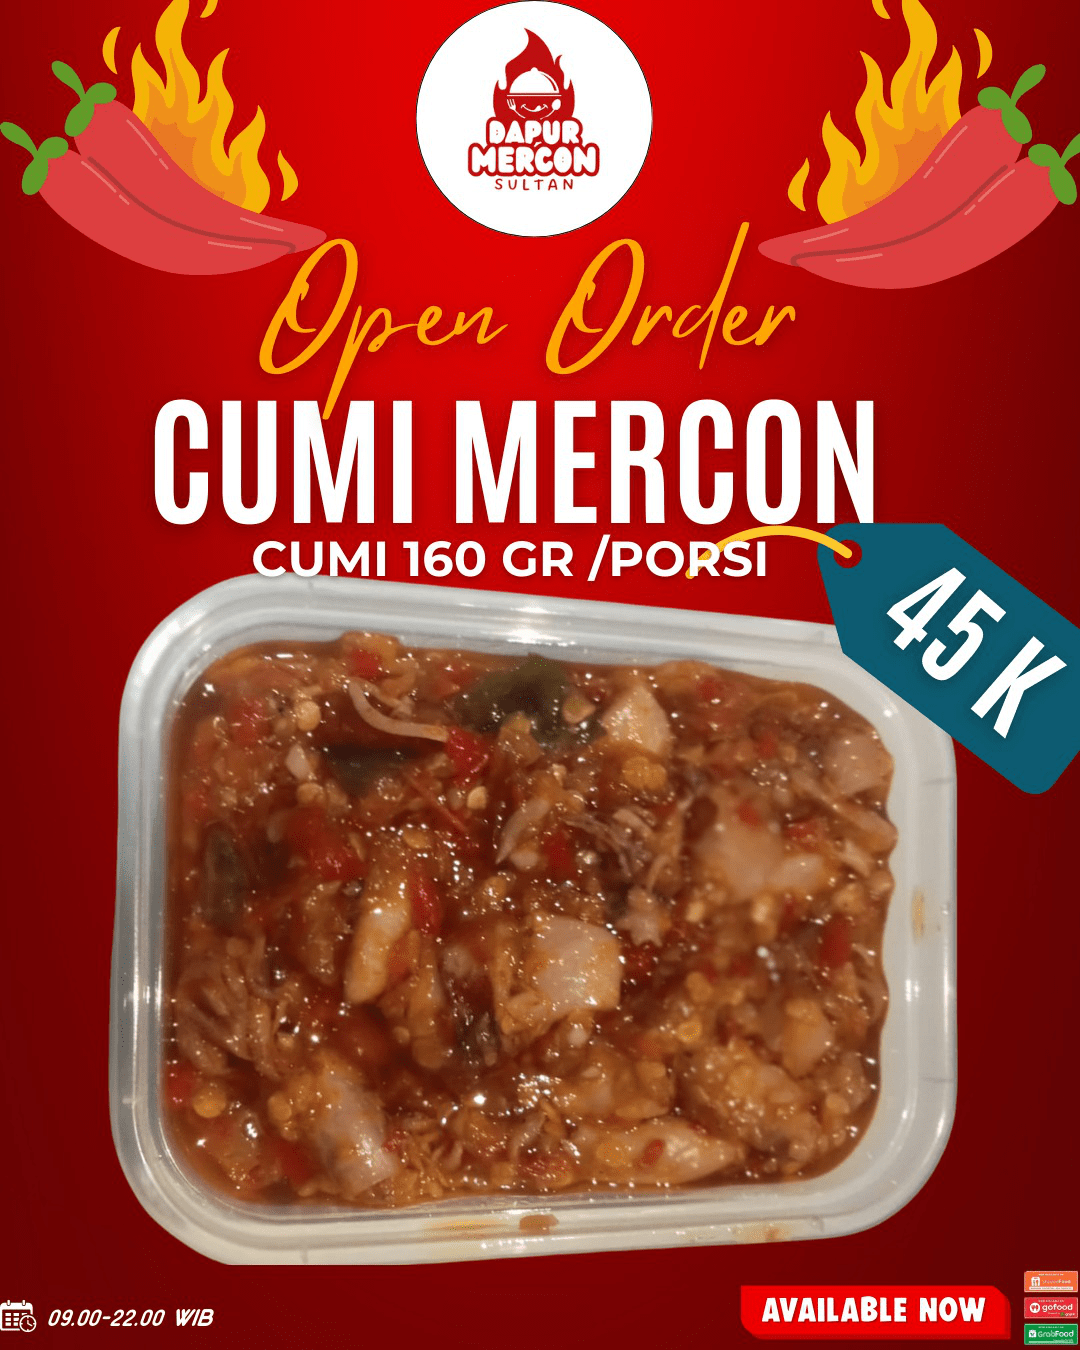 DAPUR
MERCON
SULTAN
Open Order
CUMI MERCON
CUMI 160 GR /PORSI
45 K
09.00-22.00 WIB
AVAILABLE NOW
gofood
GrabFood